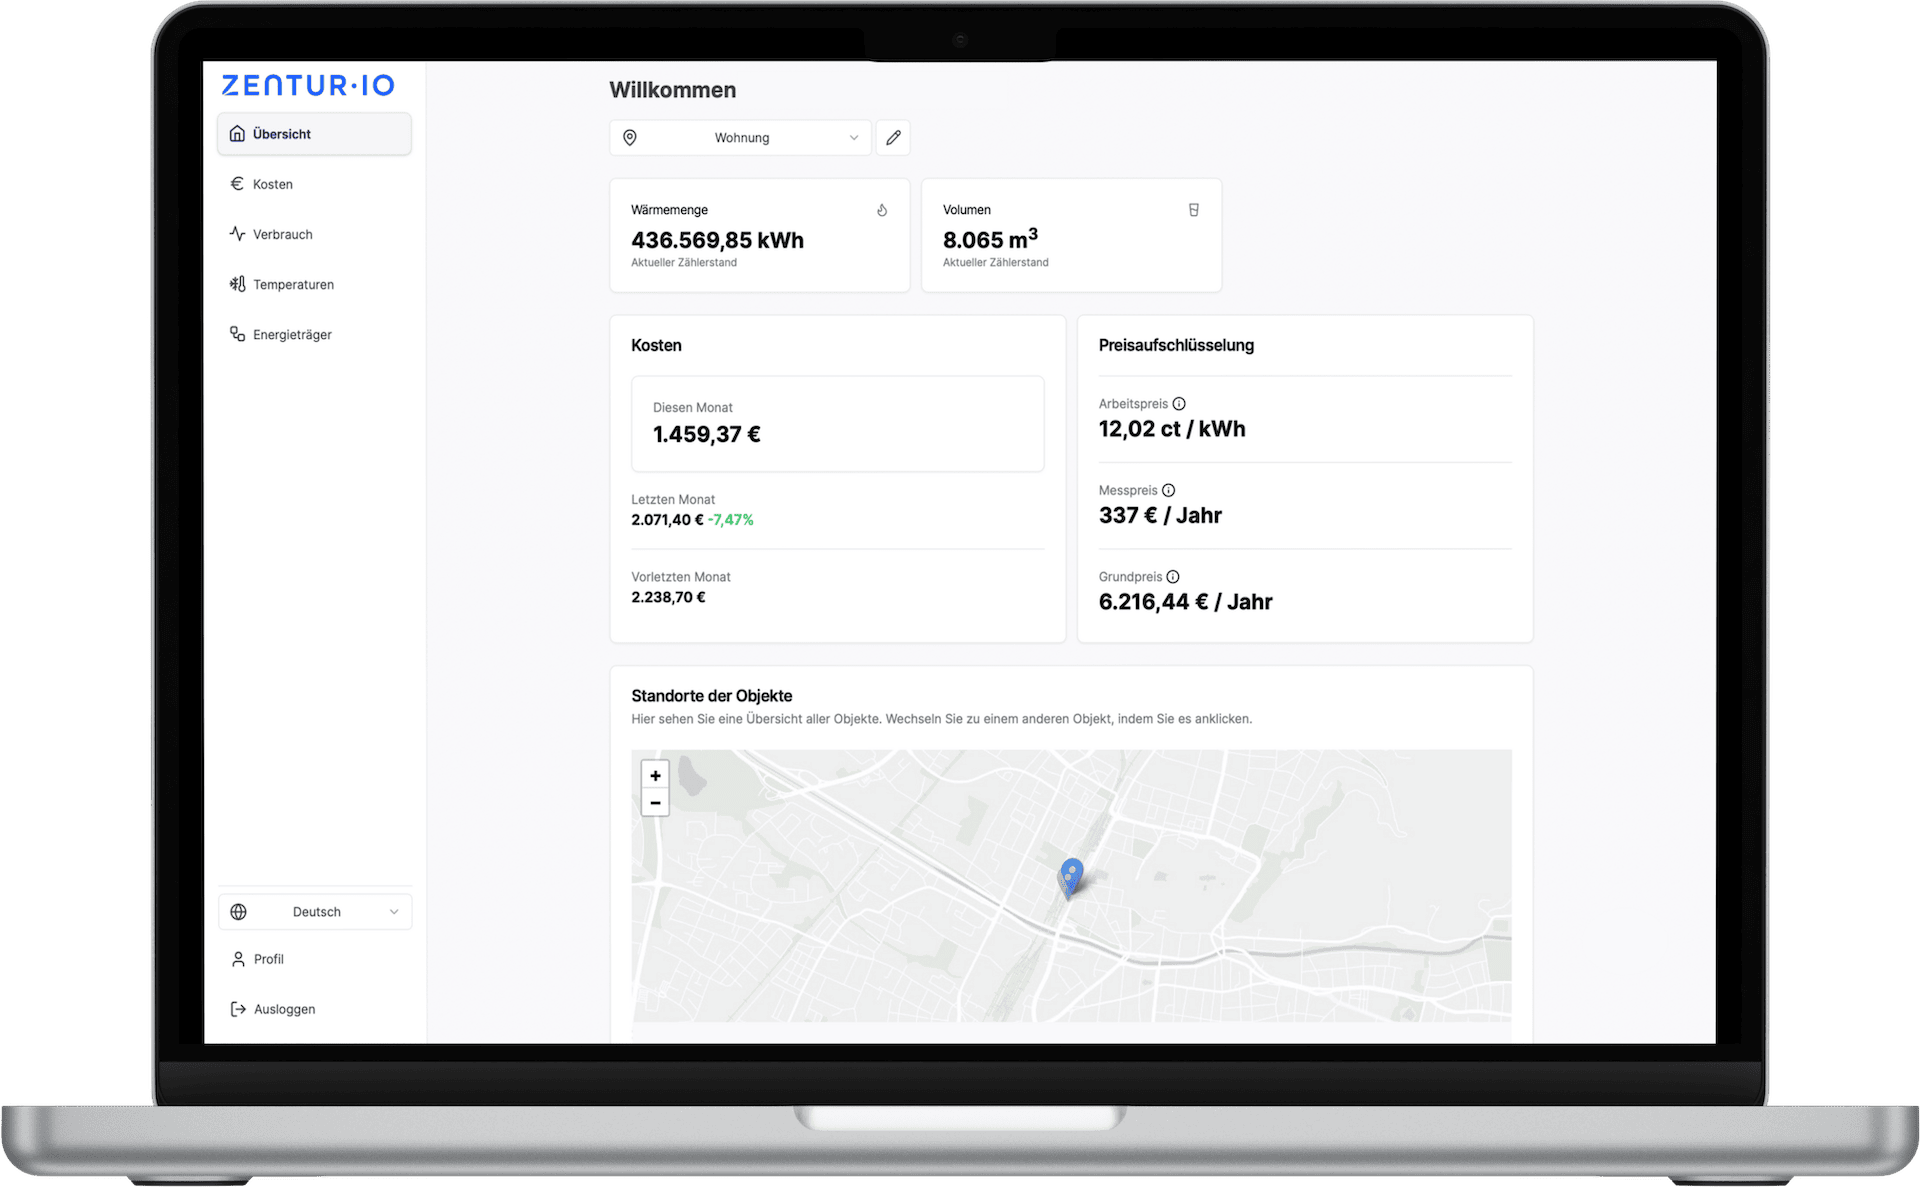 ZENTUR·IO
Übersicht
Kosten
Verbrauch
Temperaturen
Energieträger
Deutsch
Profil
Ausloggen
Willkommen
Wohnung
Wärmemenge
436.569,85 kWh
Aktueller Zählerstand
Volumen
8.065 m³
Aktueller Zählerstand
Kosten
Diesen Monat
1.459,37 €
Letzten Monat
2.071,40 € -7,47%
Vorletzten Monat
2.238,70 €
Preisaufschlüsselung
Arbeitspreis
12,02 ct / kWh
Messpreis
337 € / Jahr
Grundpreis
6.216,44 € / Jahr
Standorte der Objekte
Hier sehen Sie eine Übersicht aller Objekte. Wechseln Sie zu einem anderen Objekt, indem Sie es anklicken.
+
−